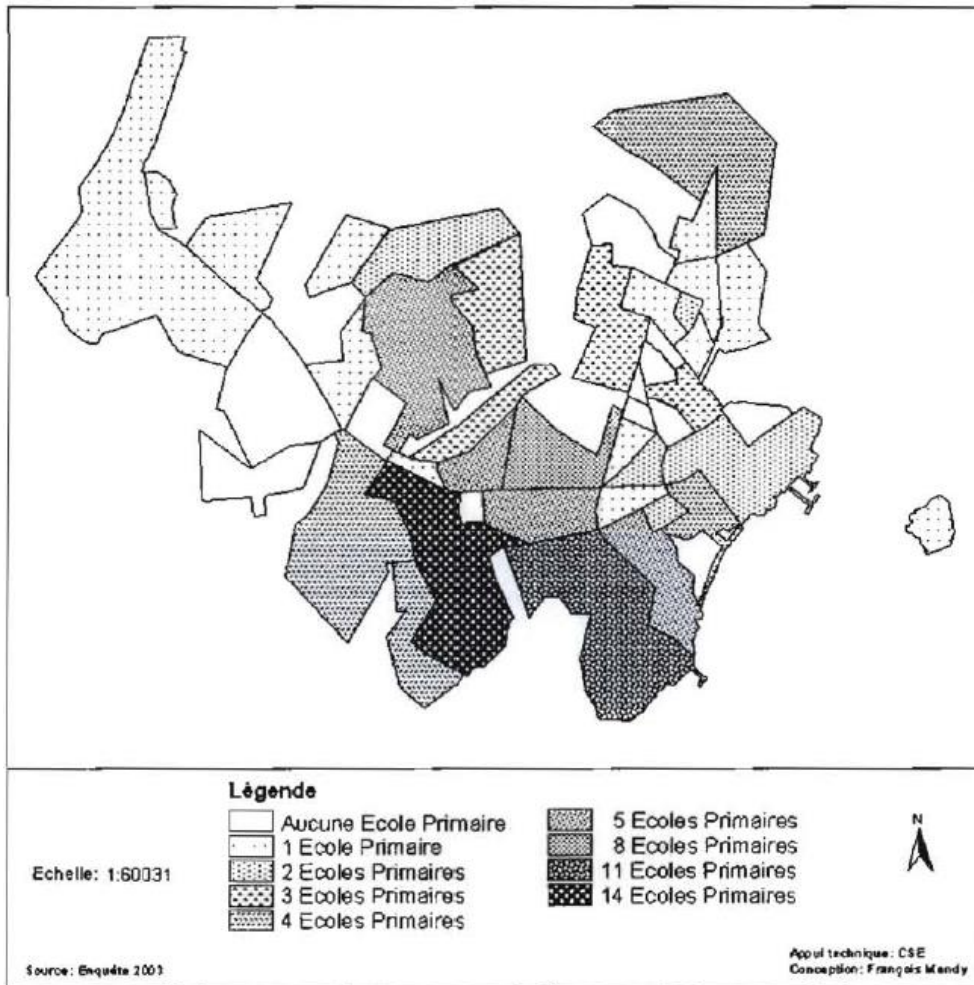 Légende
Aucune Ecole Primaire
1 Ecole Primaire
2 Ecoles Primaires
3 Ecoles Primaires
4 Ecoles Primaires
5 Ecoles Primaires
8 Ecoles Primaires
11 Ecoles Primaires
14 Ecoles Primaires
N
Echelle: 1:60031
Source: Enquête 2003
Appui technique: CSE
Conception: François Mendy